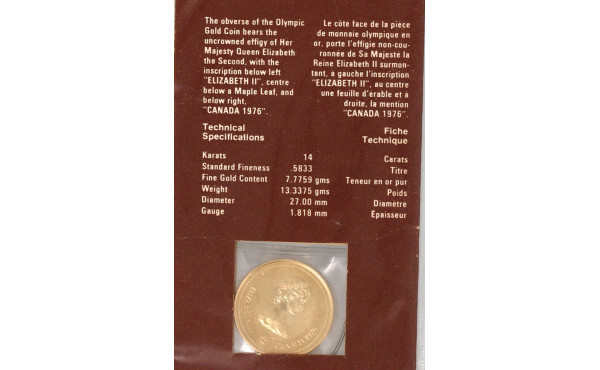 The obverse of the Olympic
Gold Coin bears the
uncrowned effigy of Her
Majesty Queen Elizabeth
the Second, with the
inscription below left
"ELIZABETH II", centre
below a Maple Leaf, and
below right,
"CANADA 1976".
Le côte face de la pièce
de monnaie olympique en
or, porte l'effigie non-cou-
ronnée de Sa Majeste la
Reine Elizabeth II surmon-
tant, à gauche l'inscription
"ELIZABETH II", au centre
une feuille d'érable et à
droite, la mention
"CANADA 1976".
Technical
Specifications
Fiche
Technique
Karats 14 Carats
Standard Fineness .5833 Titre
Fine Gold Content 7.7759 gms Teneur en or pur
Weight 13.3375 gms Poids
Diameter 27.00 mm Diametre
Gauge 1.818 mm Épaisseur